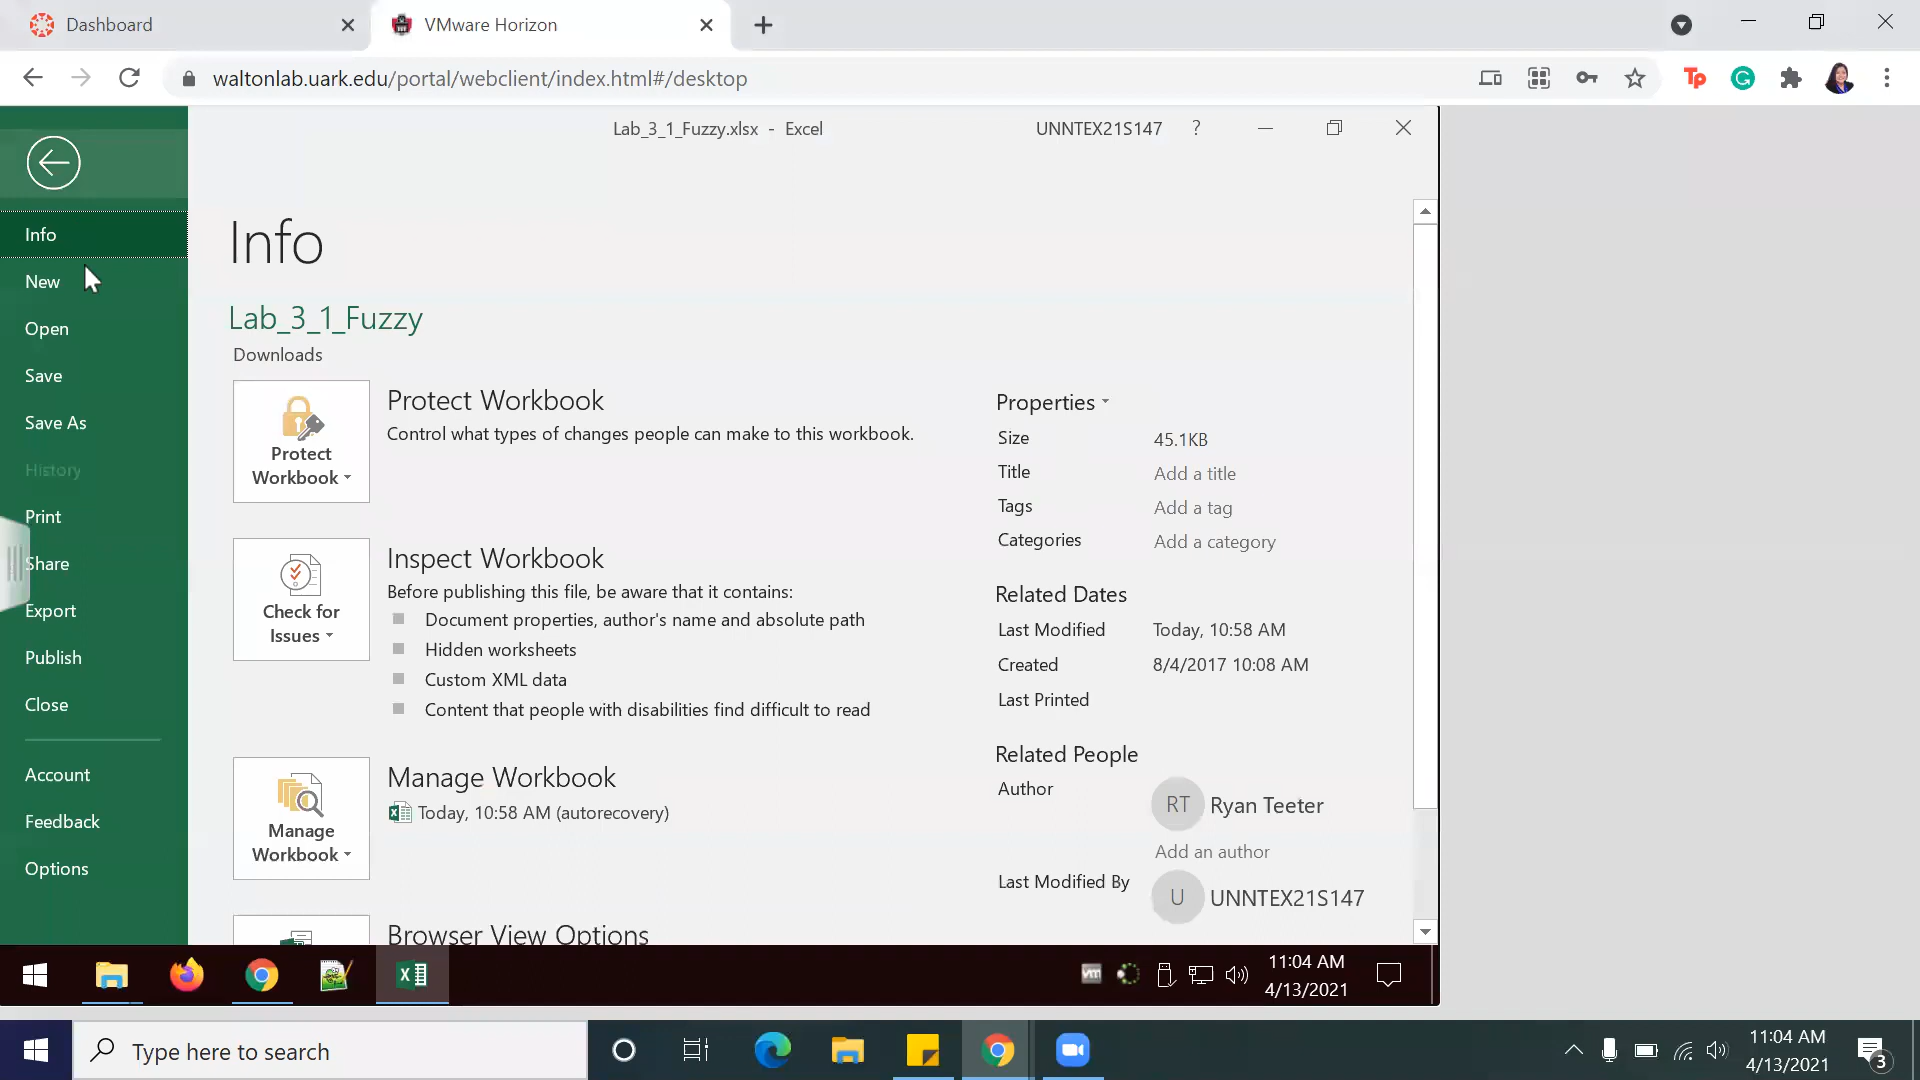 Dashboard
VMware Horizon
waltonlab.uark.edu/portal/webclient/index.html#/desktop
Tp
G
Lab_3_1_Fuzzy.xlsx - Excel
UNNTEX21S147
?
Info
New
Open
Save
Save As
History
Print
Share
Export
Publish
Close
Account
Feedback
Options
Info
Lab_3_1_Fuzzy
Downloads
Protect
Workbook
Protect Workbook
Control what types of changes people can make to this workbook.
Check for
Issues
Inspect Workbook
Before publishing this file, be aware that it contains:
Document properties, author's name and absolute path
Hidden worksheets
Custom XML data
Content that people with disabilities find difficult to read
Manage
Workbook
Manage Workbook
Today, 10:58 AM (autorecovery)
Browser View Options
Properties
Size 45.1KB
Title Add a title
Tags Add a tag
Categories Add a category
Related Dates
Last Modified Today, 10:58 AM
Created 8/4/2017 10:08 AM
Last Printed
Related People
Author
RT Ryan Teeter
Add an author
Last Modified By
U UNNTEX21S147
vm
11:04 AM
4/13/2021
Type here to search
11:04 AM
4/13/2021
3